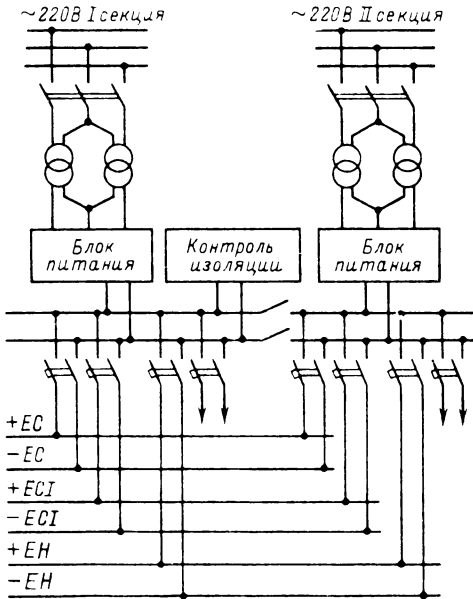 ~220В I секция
~220В II секция
Блок
питания
Контроль
изоляции
Блок
питания
+EC
−EC
+ECI
−ECI
+EH
−EH